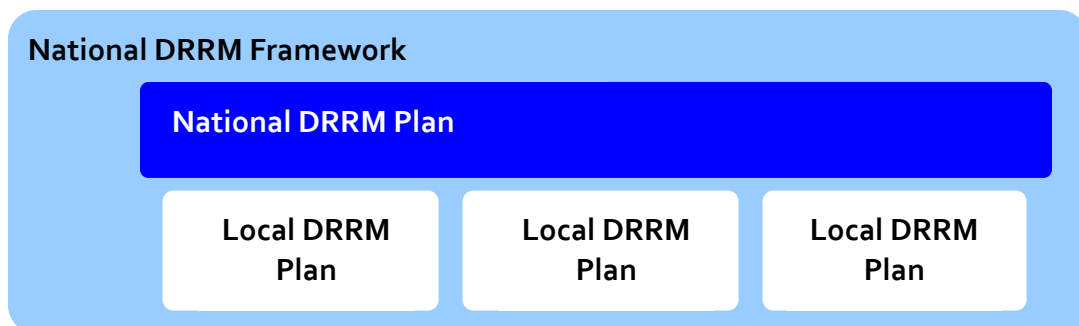 National DRRM Framework
National DRRM Plan
Local DRRM
Plan
Local DRRM
Plan
Local DRRM
Plan